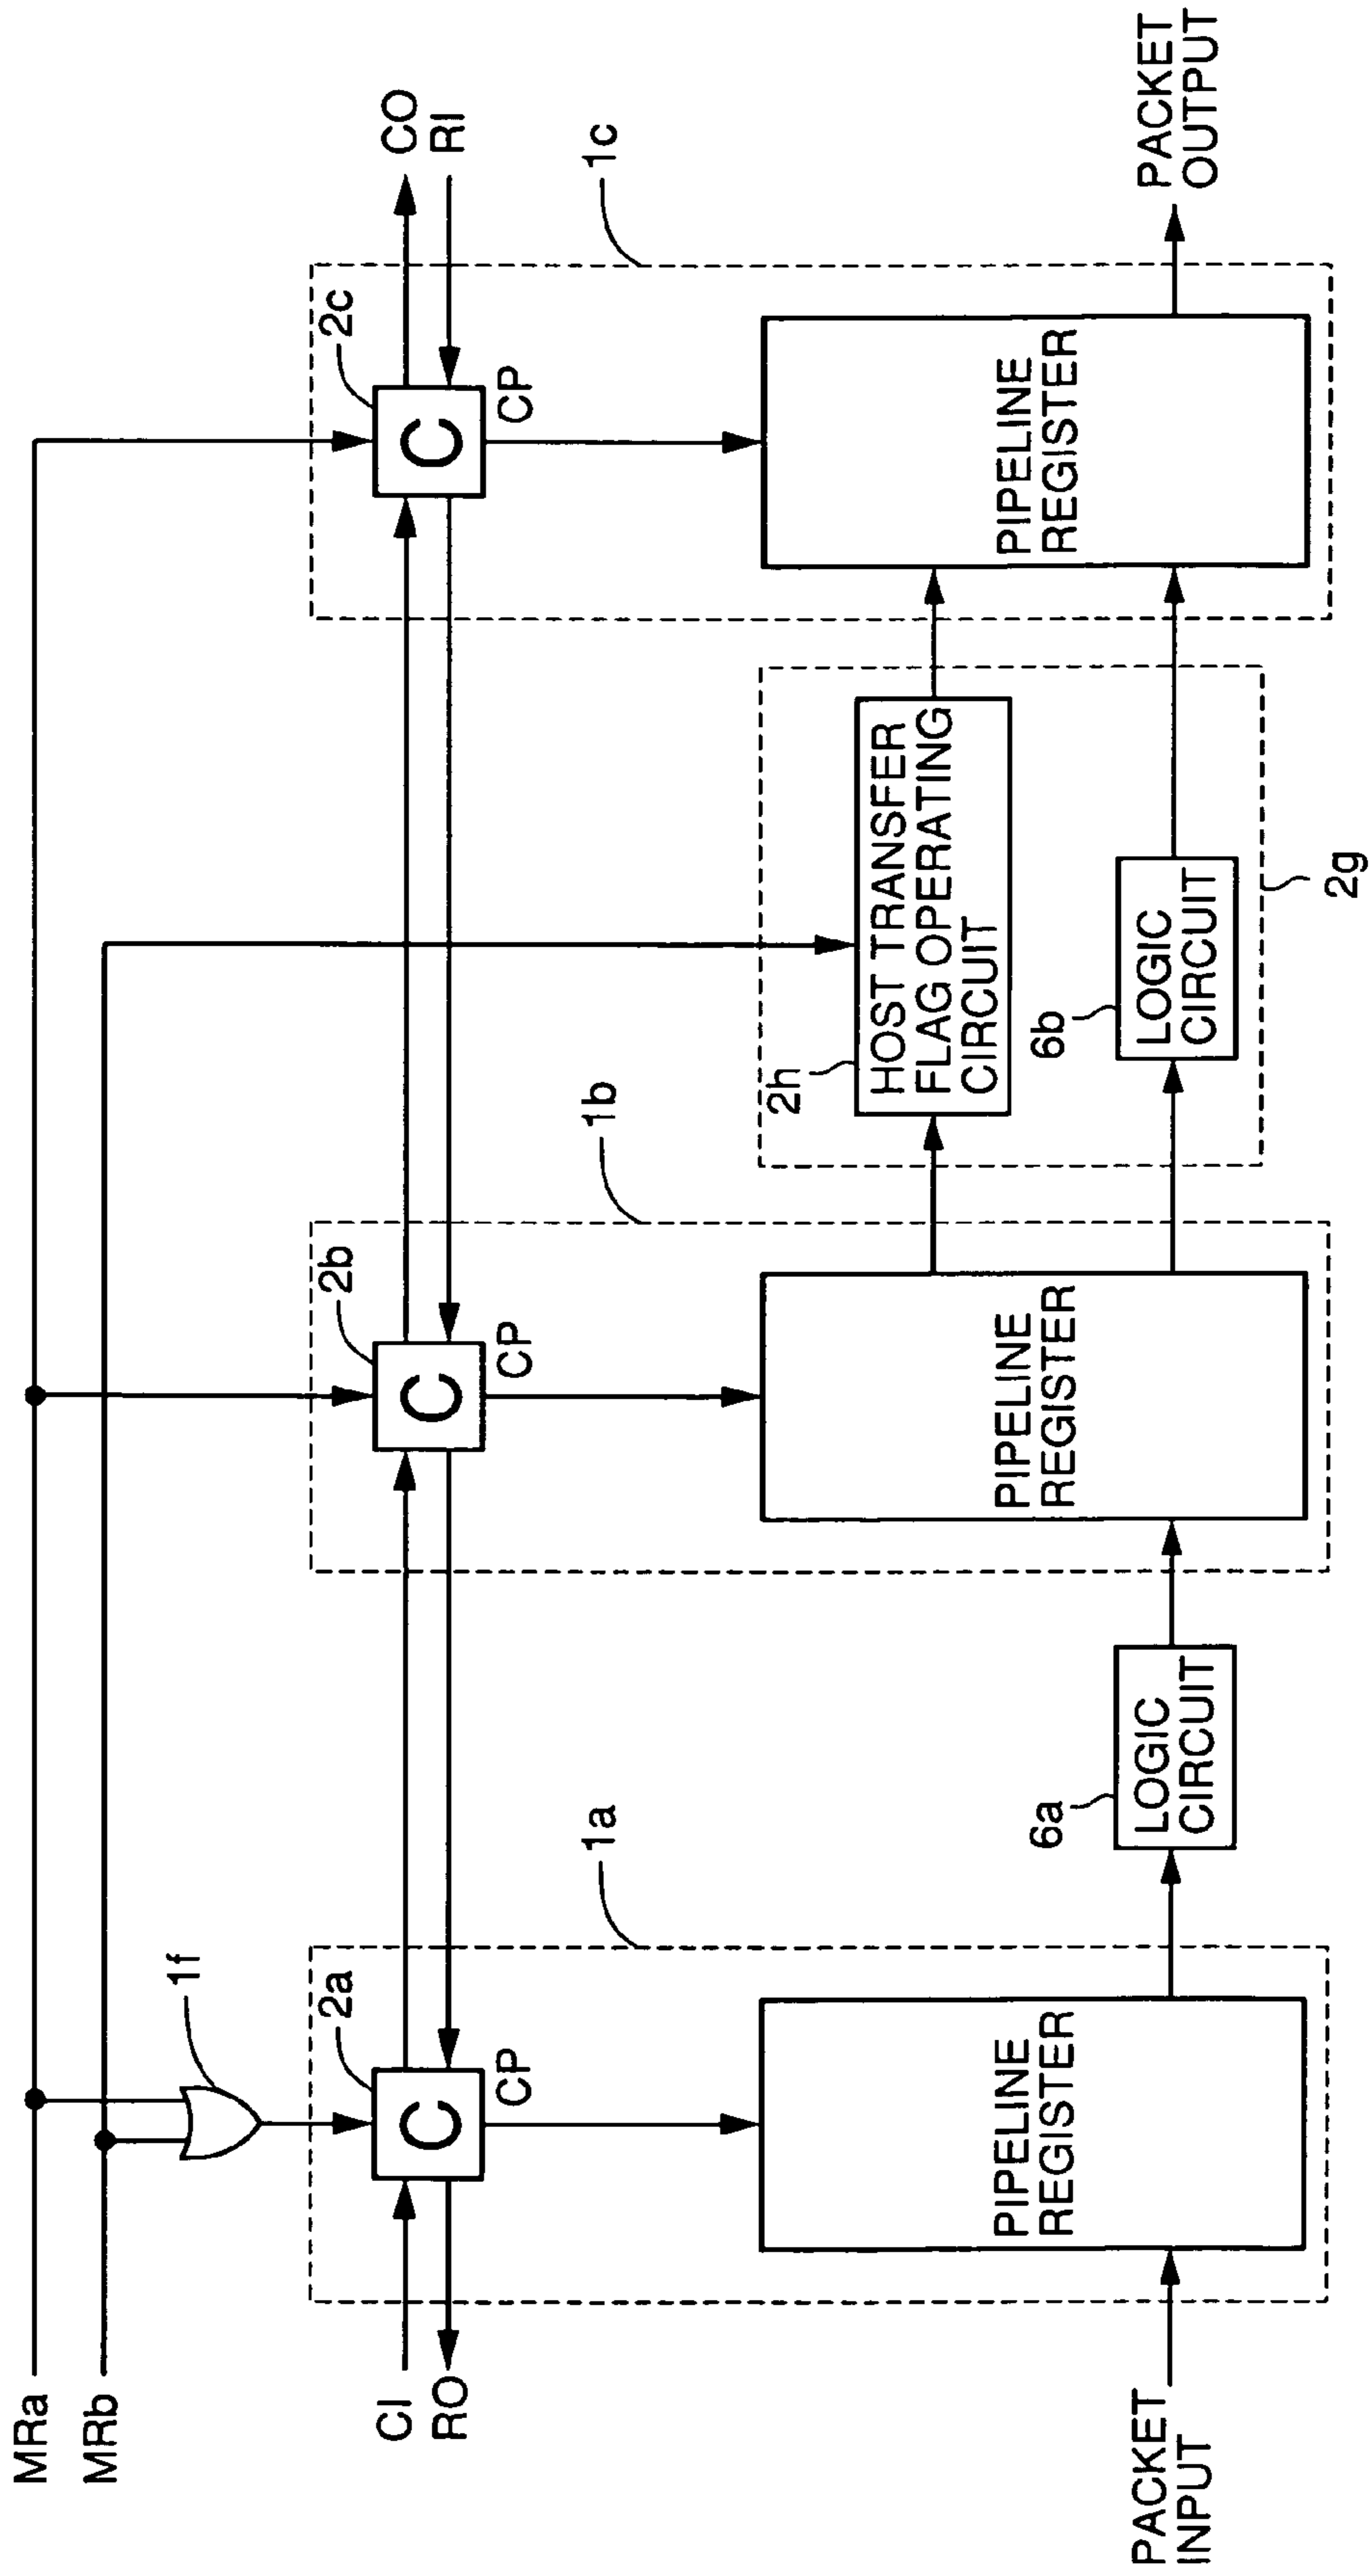 MRa
MRb
1f
CI
RO
2a
C
CP
1a
2b
C
CP
1b
2c
C
CP
1c
CO
RI
PACKET
INPUT
PIPELINE
REGISTER
6a
LOGIC
CIRCUIT
PIPELINE
REGISTER
2h
HOST TRANSFER
FLAG OPERATING
CIRCUIT
6b
LOGIC
CIRCUIT
2g
PIPELINE
REGISTER
PACKET
OUTPUT